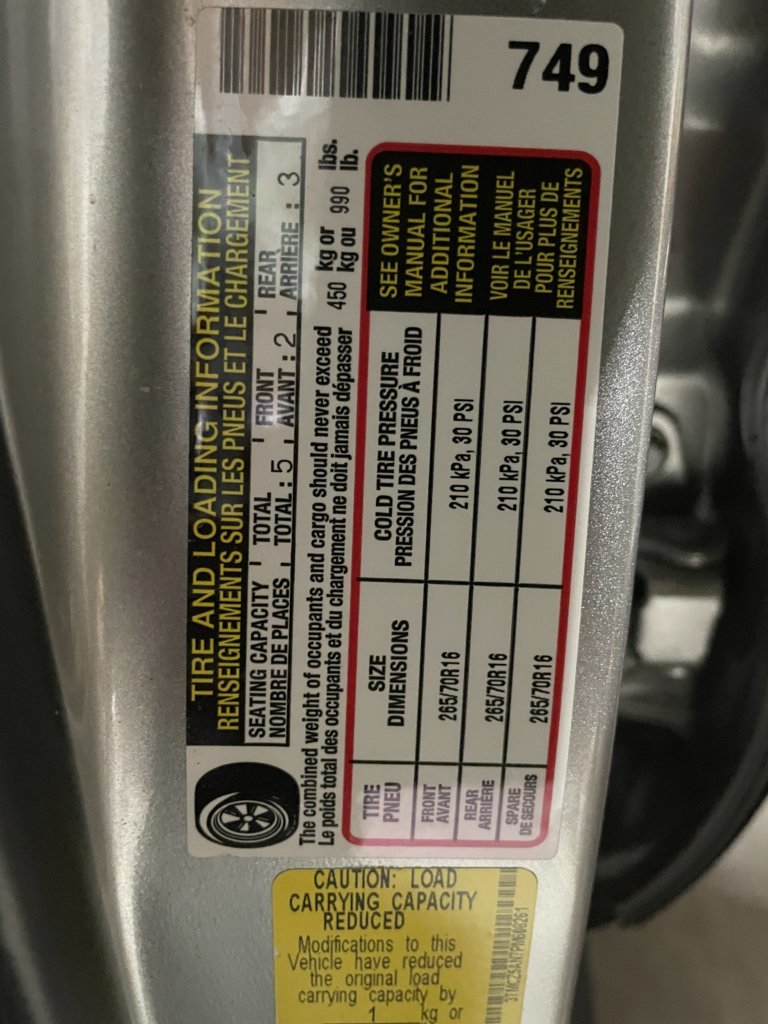 749
TIRE AND LOADING INFORMATION
RENSEIGNEMENTS SUR LES PNEUS ET LE CHARGEMENT
SEATING CAPACITY TOTAL FRONT REAR
NOMBRE DE PLACES TOTAL : 5 AVANT : 2 ARRIÈRE : 3
The combined weight of occupants and cargo should never exceed 450 kg or 990 lbs.
Le polids total des occupants et du chargement ne doit jamais dépasser kg ou lb.
TIRE SIZE COLD TIRE PRESSURE
PNEU DIMENSIONS PRESSION DES PNEUS À FROID
FRONT 265/70R16 210 kPa, 30 PSI
AVANT
REAR 265/70R16 210 kPa, 30 PSI
ARRIÈRE
SPARE 265/70R16 210 kPa, 30 PSI
DE SECOURS
SEE OWNER'S
MANUAL FOR
ADDITIONAL
INFORMATION
VOIR LE MANUEL
DE L'USAGER
POUR PLUS DE
RENSEIGNEMENTS
CAUTION: LOAD
CARRYING CAPACITY
REDUCED
Modifications to this
Vehicle have reduced
the original load
carrying capacity by
1 kg or